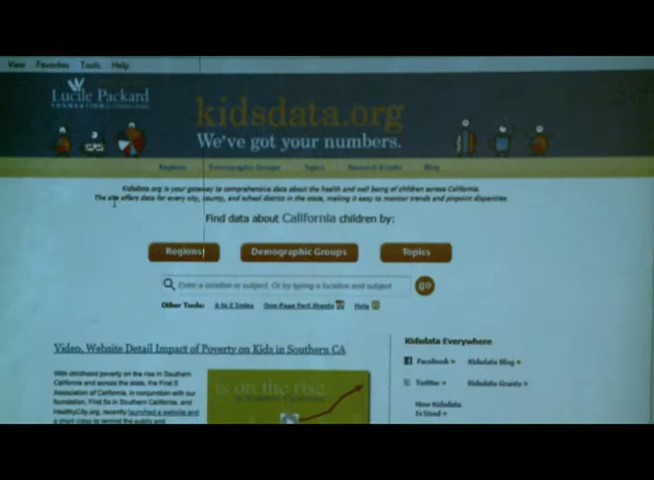 View Favorites Tools Help
Lucile Packard
FOUNDATION
kidsdata.org
We've got your numbers.
Regions Demographic Groups Topics Research & Links Blog
Kidsdata.org is your gateway to comprehensive data about the health and well being of children across California.
The site offers data for every city, county, and school district in the state, making it easy to monitor trends and pinpoint disparities.
Find data about California children by:
Regions Demographic Groups Topics
Enter a location or subject. Or try typing a location and subject go
Other Tools: A to Z Index One-Page Fact Sheets Help
Video, Website Detail Impact of Poverty on Kids in Southern CA
With childhood poverty on the rise in Southern
California and across the state, the First 5
Association of California, in conjunction with our
foundation, First 5s in Southern California, and
HealthyCity.org, recently launched a website and
a short video to remind the public and
is on the rise
in Southern California
Kidsdata Everywhere
Facebook » Kidsdata Blog »
Twitter » Kidsdata Grants »
How Kidsdata
Is Used »